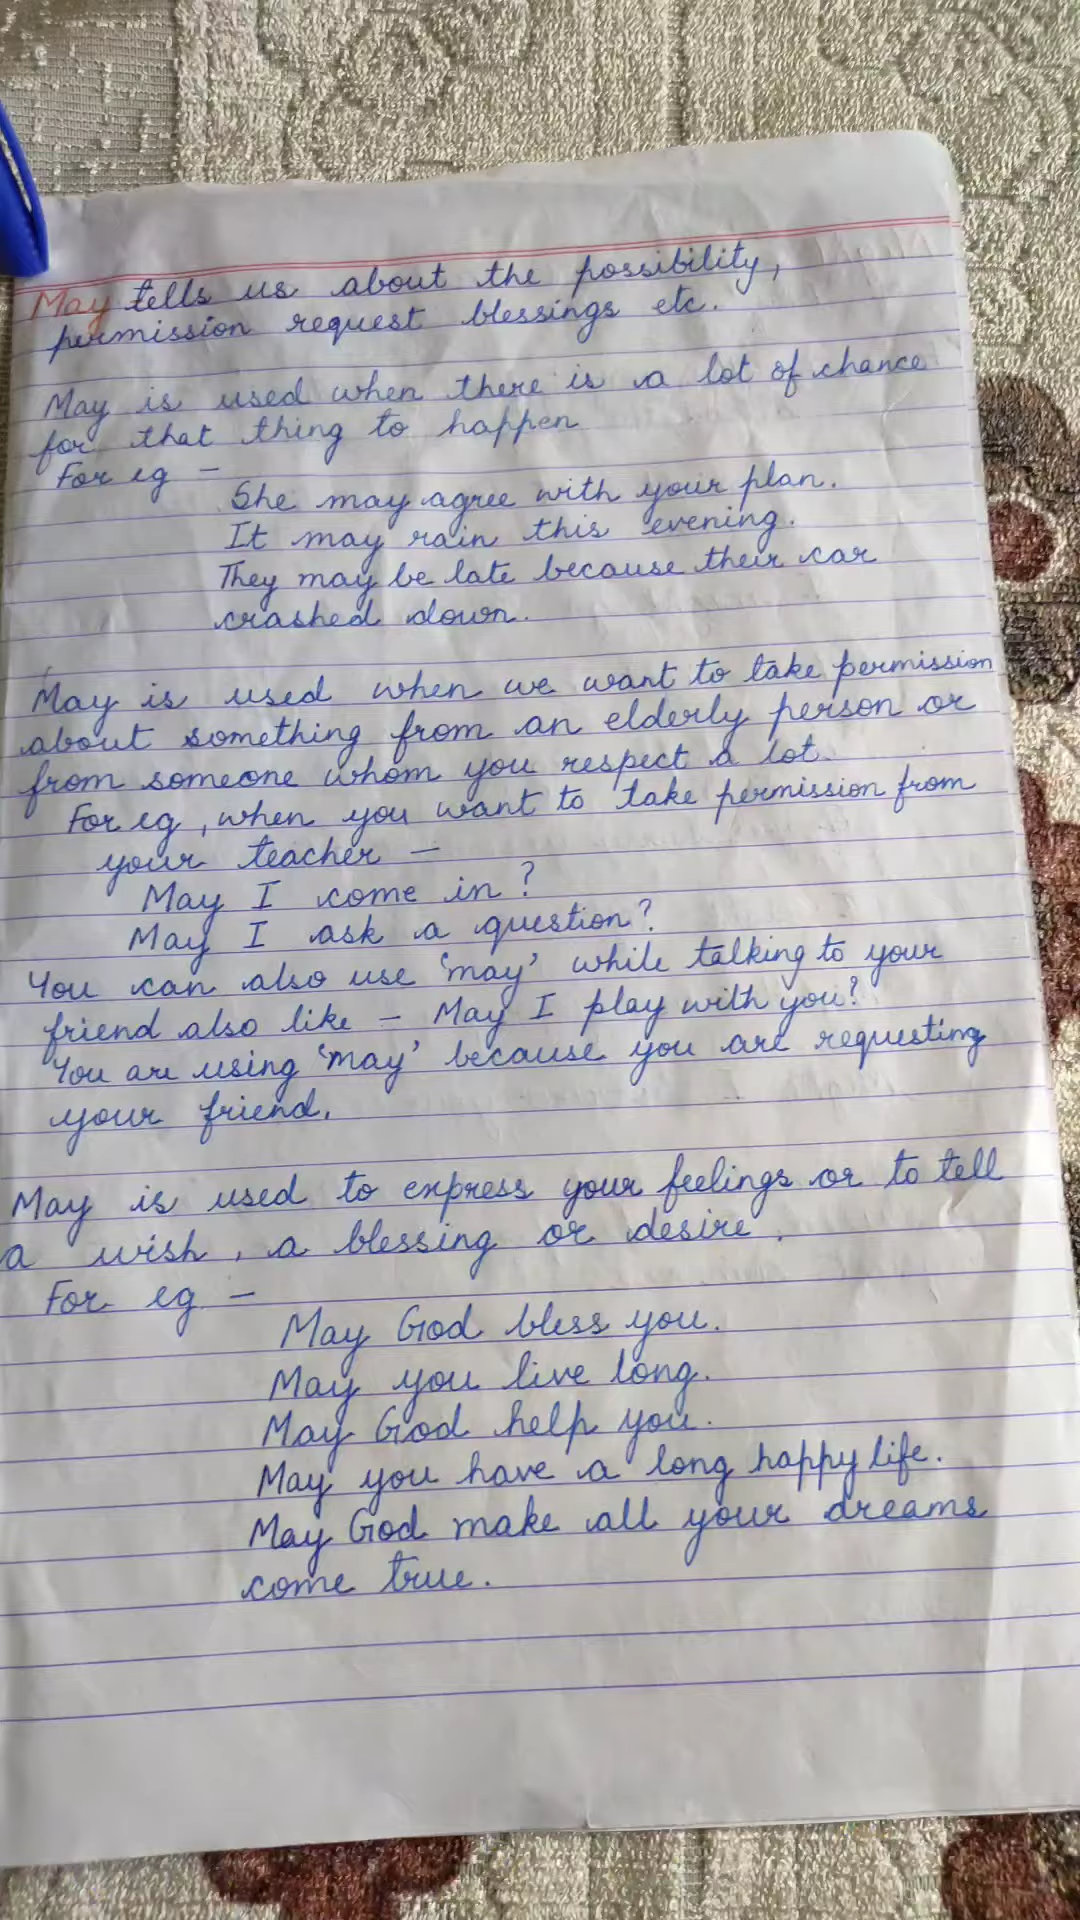 May tells us about the possibility,
permission request blessings etc.
May is used when there is a lot of chance
for that thing to happen
For eg -
She may agree with your plan.
It may rain this evening.
They may be late because their car
crashed down.
May is used when we want to take permission
about something from an elderly person or
from someone whom you respect a lot.
For eg, when you want to take permission from
your teacher -
May I come in?
May I ask a question?
You can also use 'may' while talking to your
friend also like - May I play with you?
You are using 'may' because you are requesting
your friend.
May is used to express your feelings or to tell
a wish, a blessing or desire.
For eg -
May God bless you.
May you live long.
May God help you.
May you have a long happy life.
May God make all your dreams
come true.